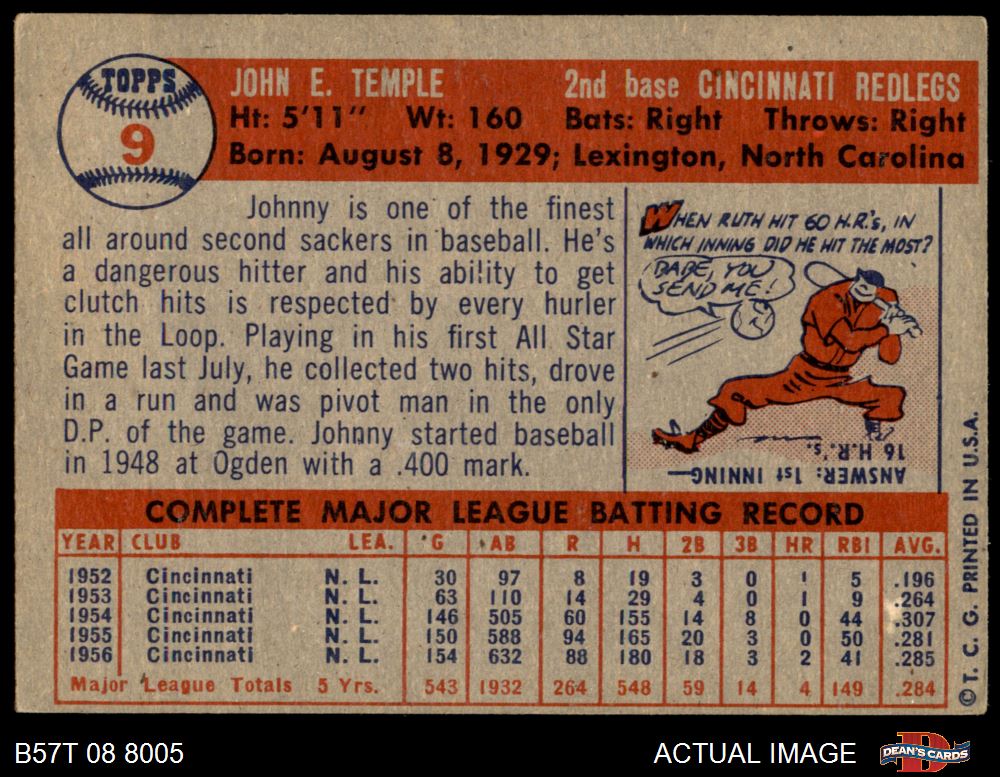 TOPPS
9
JOHN E. TEMPLE 2nd base CINCINNATI REDLEGS
Ht: 5'11" Wt: 160 Bats: Right Throws: Right
Born: August 8, 1929; Lexington, North Carolina
Johnny is one of the finest
all around second sackers in baseball. He's
a dangerous hitter and his ability to get
clutch hits is respected by every hurler
in the Loop. Playing in his first All Star
Game last July, he collected two hits, drove
in a run and was pivot man in the only
D.P. of the game. Johnny started baseball
in 1948 at Ogden with a .400 mark.
WHEN RUTH HIT 60 H.R.'s, IN
WHICH INNING DID HE HIT THE MOST?
BABE, YOU
SEND ME!
ANSWER: 1st INNING—
16 H.R.'s.
COMPLETE MAJOR LEAGUE BATTING RECORD
YEAR CLUB LEA. G AB R H 2B 3B HR RBI AVG.
1952 Cincinnati N. L. 30 97 8 19 3 0 1 5 .196
1953 Cincinnati N. L. 63 110 14 29 4 0 1 9 .264
1954 Cincinnati N. L. 146 505 60 155 14 8 0 44 .307
1955 Cincinnati N. L. 150 588 94 165 20 3 0 50 .281
1956 Cincinnati N. L. 154 632 88 180 18 3 2 41 .285
Major League Totals 5 Yrs. 543 1932 264 548 59 14 4 149 .284
© T. C. G. PRINTED IN U.S.A.
B57T 08 8005
ACTUAL IMAGE
DEAN'S CARDS